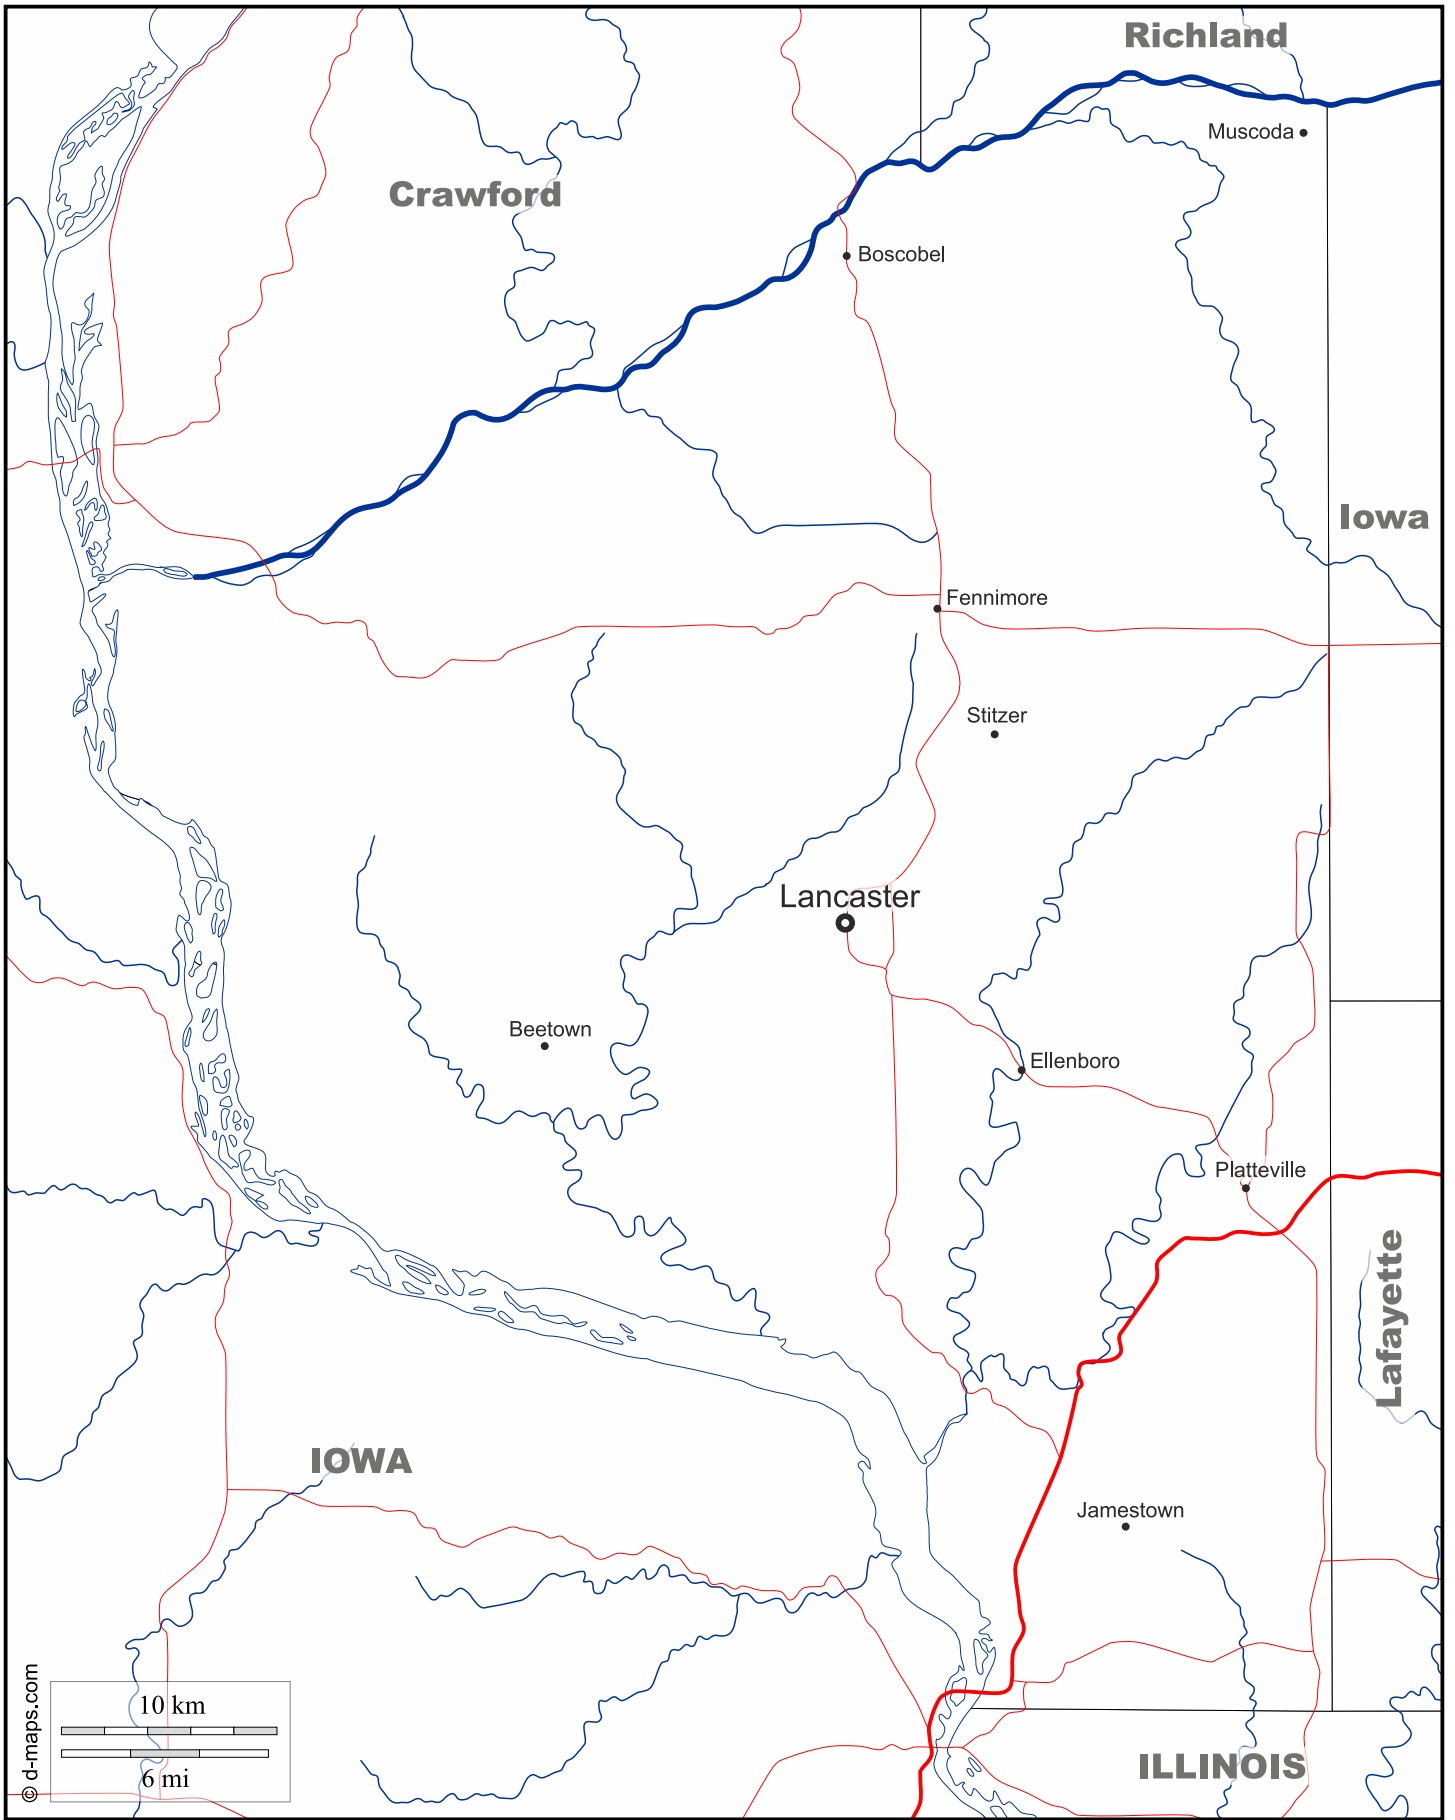 Richland
Muscoda
Crawford
Boscobel
Iowa
Fennimore
Stitzer
Lancaster
Beetown
Ellenboro
Platteville
Lafayette
IOWA
Jamestown
© d-maps.com
10 km
6 mi
ILLINOIS